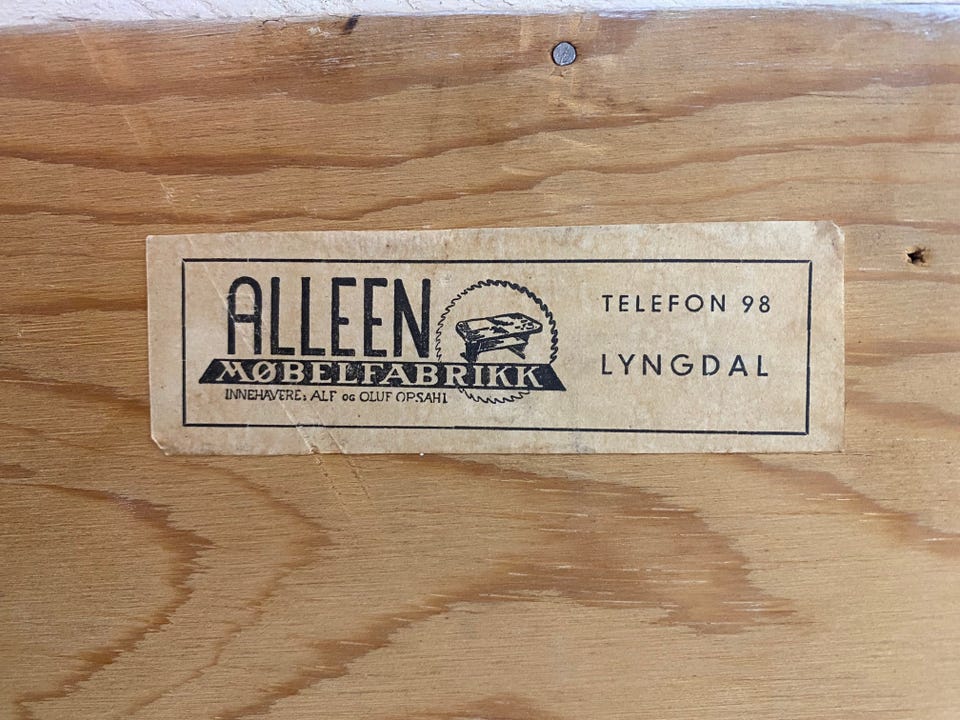 ALLEEN
MØBELFABRIKK
INNEHAVERE: ALF OG OLUF OPSAHL
TELEFON 98
LYNGDAL